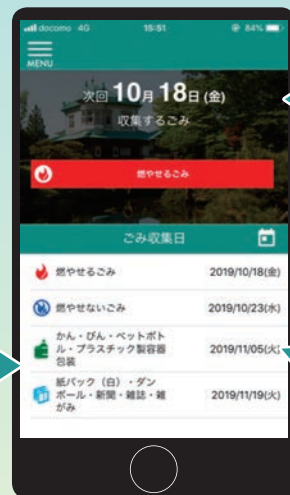 docomo 4G 15:51 84%
MENU
次回 10月 18日 (金)
収集するごみ
燃やせるごみ
ごみ収集日
燃やせるごみ 2019/10/18(金)
燃やせないごみ 2019/10/23(水)
かん・びん・ペットボト
ル・プラスチック製容器 2019/11/05(火)
包装
紙パック（白）・ダン
ボール・新聞・雑誌・雑 2019/11/19(火)
がみ